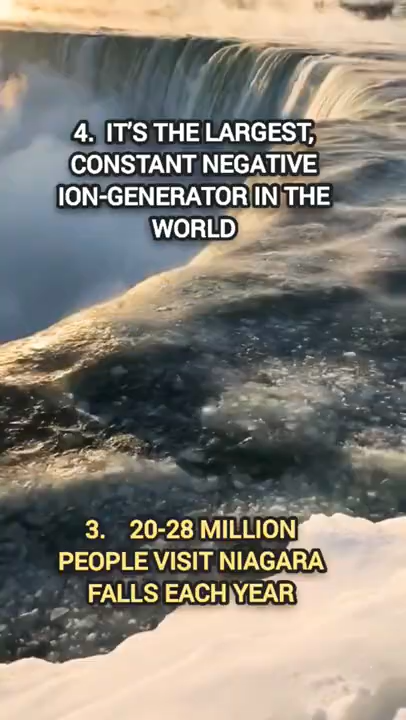 4. IT'S THE LARGEST,
CONSTANT NEGATIVE
ION-GENERATOR IN THE
WORLD
3. 20-28 MILLION
PEOPLE VISIT NIAGARA
FALLS EACH YEAR